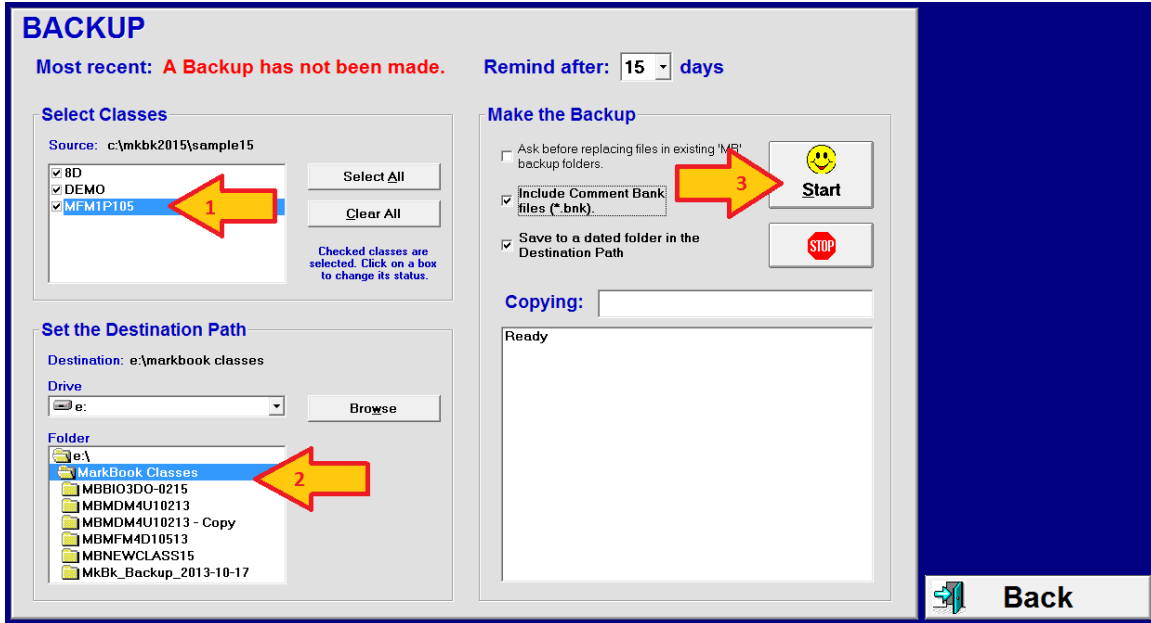 BACKUP
Most recent: A Backup has not been made.
Remind after: 15 days
Select Classes
Source: c:\mkbk2015\sample15
8D
DEMO
MFM1P105
1
Select All
Clear All
Checked classes are
selected. Click on a box
to change its status.
Set the Destination Path
Destination: e:\markbook classes
Drive
e:
Browse
Folder
e:\
MarkBook Classes
MBBIO3DO-0215
MBMDM4U10213
MBMDM4U10213 - Copy
MBMFM4D10513
MBNEWCLASS15
MkBk_Backup_2013-10-17
2
Make the Backup
Ask before replacing files in existing 'MB'
backup folders.
Include Comment Bank
files (*.bnk).
Save to a dated folder in the
Destination Path
3
Start
STOP
Copying:
Ready
Back